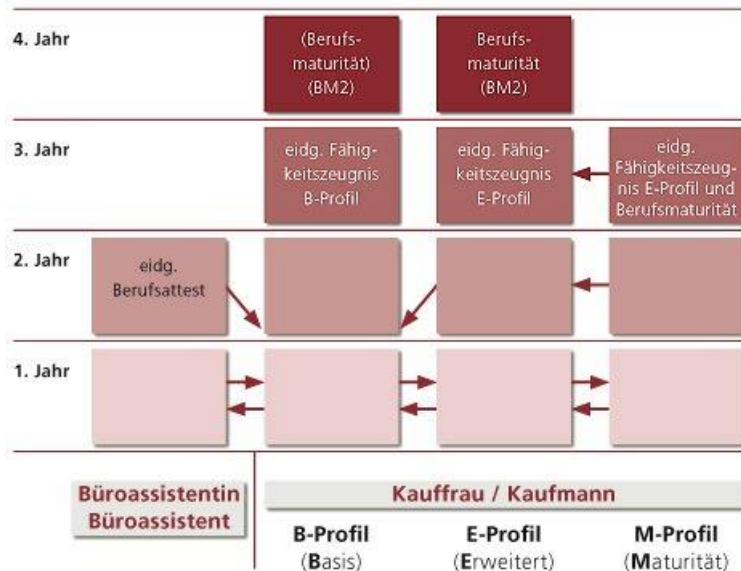 4. Jahr
(Berufs-
maturität)
(BM2)
Berufs-
maturität
(BM2)
3. Jahr
eidg. Fähig-
keitszeugnis
B-Profil
eidg. Fähig-
keitszeugnis
E-Profil
eidg.
Fähigkeitszeug-
nis E-Profil und
Berufsmaturität
2. Jahr
eidg.
Berufsattest
1. Jahr
Büroassistentin
Büroassistent
Kauffrau / Kaufmann
B-Profil
(Basis)
E-Profil
(Erweitert)
M-Profil
(Maturität)